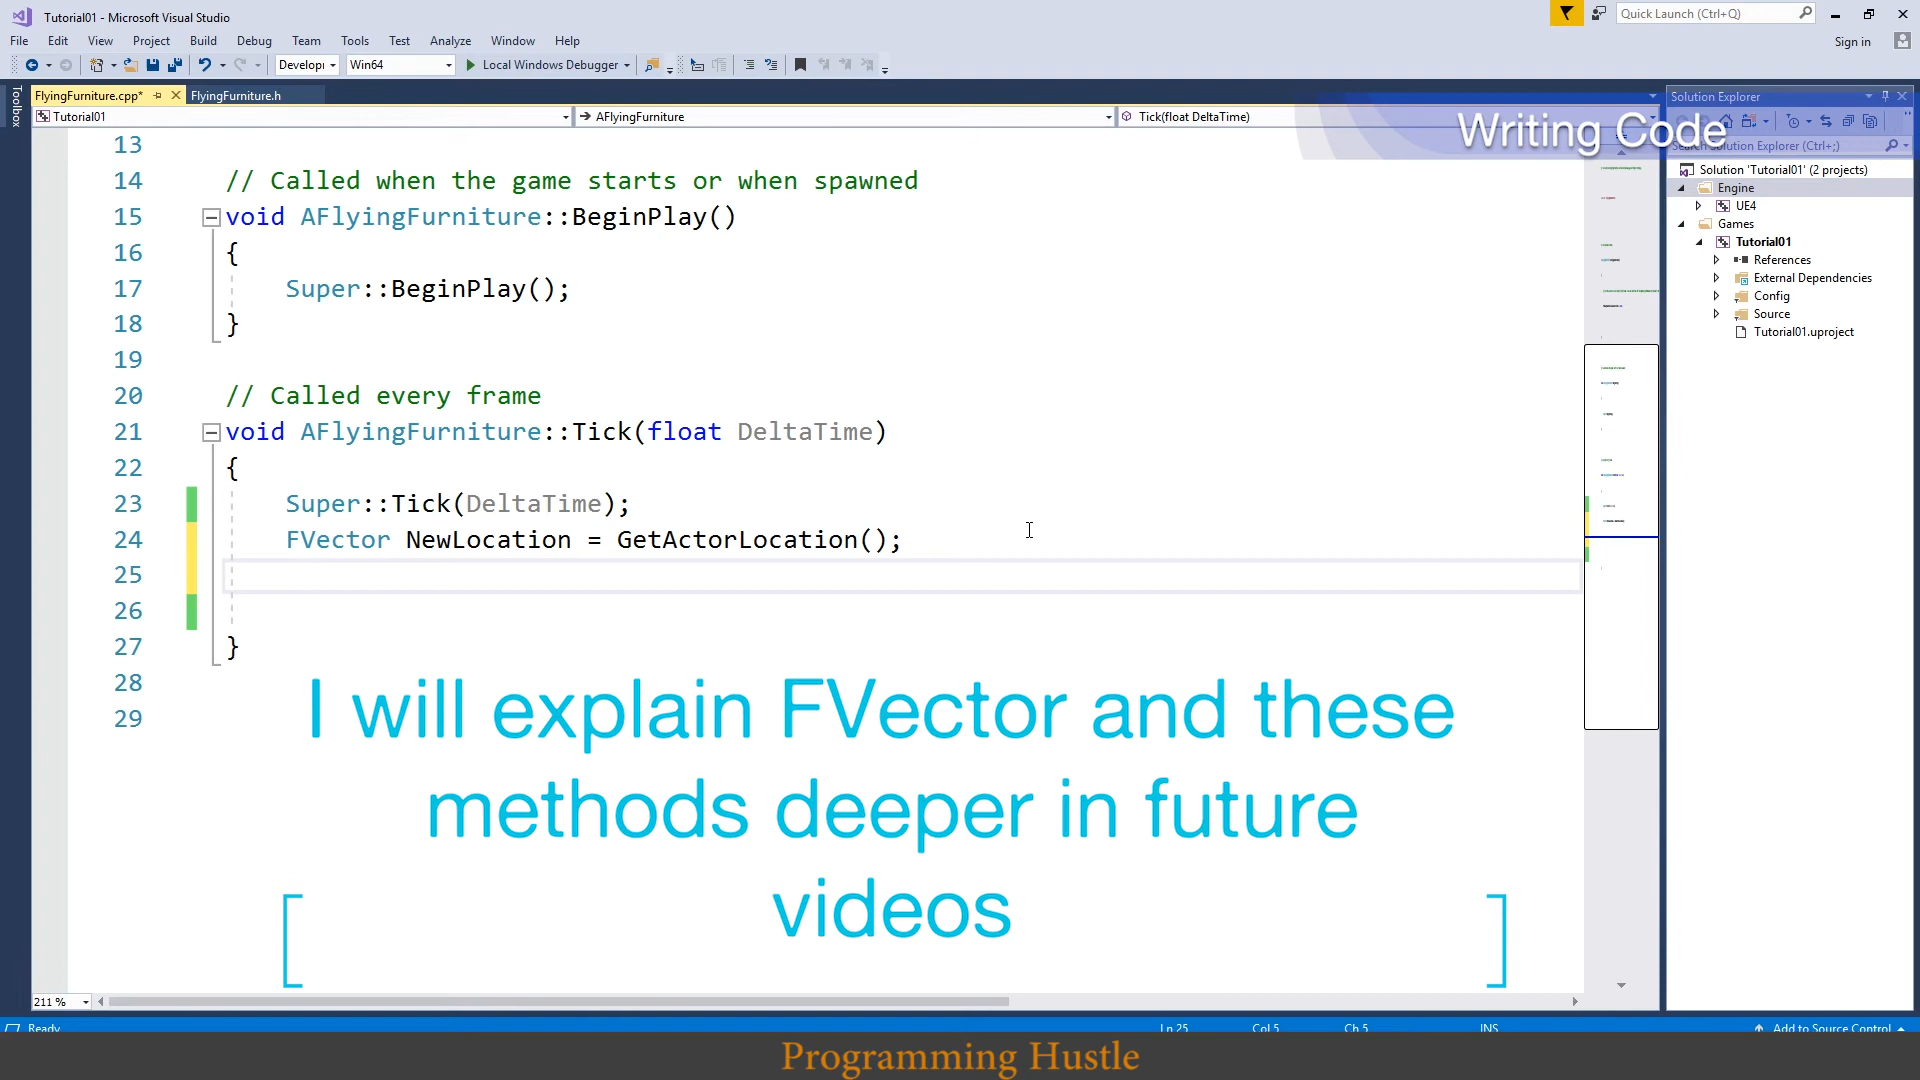 Tutorial01 - Microsoft Visual Studio
Quick Launch (Ctrl+Q)
File Edit View Project Build Debug Team Tools Test Analyze Window Help
Sign in
Develop Win64 Local Windows Debugger
Toolbox
FlyingFurniture.cpp* FlyingFurniture.h
Solution Explorer
Tutorial01 AFlyingFurniture Tick(float DeltaTime)
Writing Code
Search Solution Explorer (Ctrl+;)
13
14 // Called when the game starts or when spawned
15 void AFlyingFurniture::BeginPlay()
16 {
17 Super::BeginPlay();
18 }
19
20 // Called every frame
21 void AFlyingFurniture::Tick(float DeltaTime)
22 {
23 Super::Tick(DeltaTime);
24 FVector NewLocation = GetActorLocation();
25
26
27 }
28
29
Solution 'Tutorial01' (2 projects)
Engine
UE4
Games
Tutorial01
References
External Dependencies
Config
Source
Tutorial01.uproject
I will explain FVector and these
methods deeper in future
videos
211 %
Ready Ln 25 Col 5 Ch 5 INS Add to Source Control
Programming Hustle